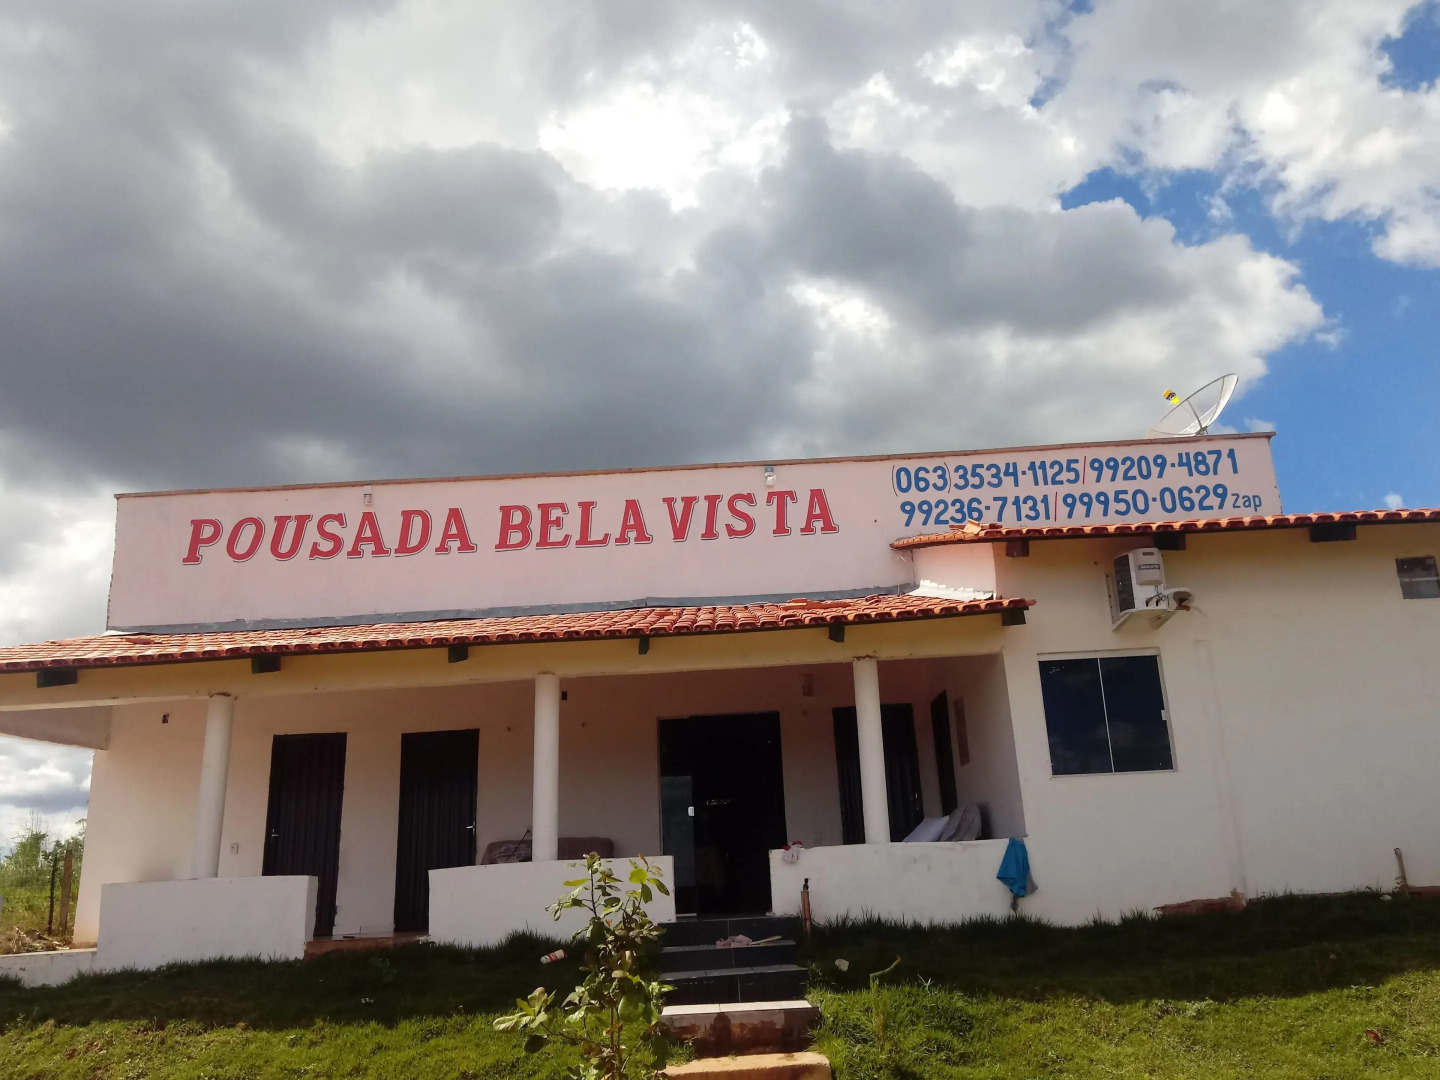 POUSADA BELA VISTA
(063)3534-1125/99209-4871
99236-7131/99950-0629 Zap